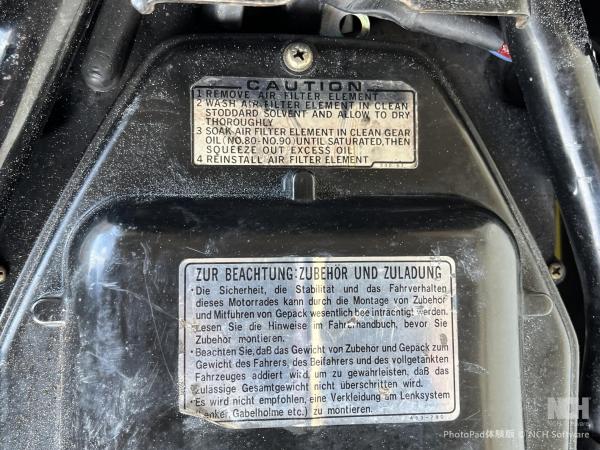 CAUTION
1 REMOVE AIR FILTER ELEMENT
2 WASH AIR FILTER ELEMENT IN CLEAN
STODDARD SOLVENT AND ALLOW TO DRY
THOROUGHLY
3 SOAK AIR FILTER ELEMENT IN CLEAN GEAR
OIL (NO.80-NO.90) UNTIL SATURATED, THEN
SQUEEZE OUT EXCESS OIL
4 REINSTALL AIR FILTER ELEMENT
ZUR BEACHTUNG: ZUBEHÖR UND ZULADUNG
•Die Sicherheit, die Stabilität und das Fahrverhalten
dieses Motorrades kann durch die Montage von Zubehör
und Mitführen von Gepäck wesentlich beeinträchtigt werden.
Lesen Sie die Hinweise im Fahrerhandbuch, bevor Sie
Zubehör montieren.
•Beachten Sie, daß das Gewicht von Zubehör und Gepäck zum
Gewicht des Fahrers, des Beifahrers und des vollgetankten
Fahrzeuges addiert wird, um zu gewährleisten, daß das
zulässige Gesamtgewicht nicht überschritten wird.
•Es wird nicht empfohlen, eine Verkleidung am Lenksystem
(Lenker, Gabelholme etc.) zu montieren.
NCH
NCH Software
PhotoPad体験版 © NCH Software